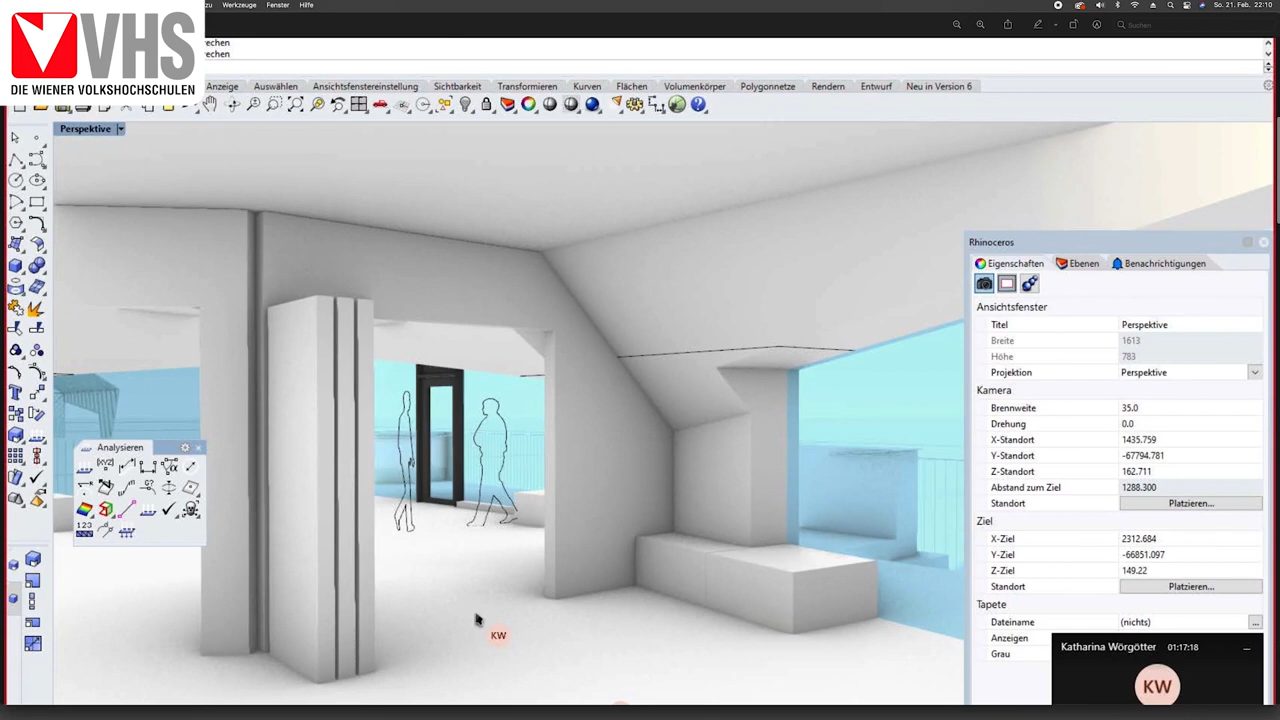 zu Werkzeuge Fenster Hilfe
So. 21. Feb. 22:10
Suchen
VHS
DIE WIENER VOLKSHOCHSCHULEN
rechen
rechen
Anzeige Auswählen Ansichtsfenstereinstellung Sichtbarkeit Transformieren Kurven Flächen Volumenkörper Polygonnetze Rendern Entwurf Neu in Version 6
Perspektive
Rhinoceros
Eigenschaften Ebenen Benachrichtigungen
Ansichtsfenster
Titel Perspektive
Breite 1613
Höhe 783
Projektion Perspektive
Kamera
Brennweite 35.0
Drehung 0.0
X-Standort 1435.759
Y-Standort -67794.781
Z-Standort 162.711
Abstand zum Ziel 1288.300
Standort Platzieren...
Ziel
X-Ziel 2312.684
Y-Ziel -66851.097
Z-Ziel 149.22
Standort Platzieren...
Tapete
Dateiname (nichts) ...
Anzeigen
Grau
Analysieren
KW
Katharina Wörgötter 01:17:18
KW